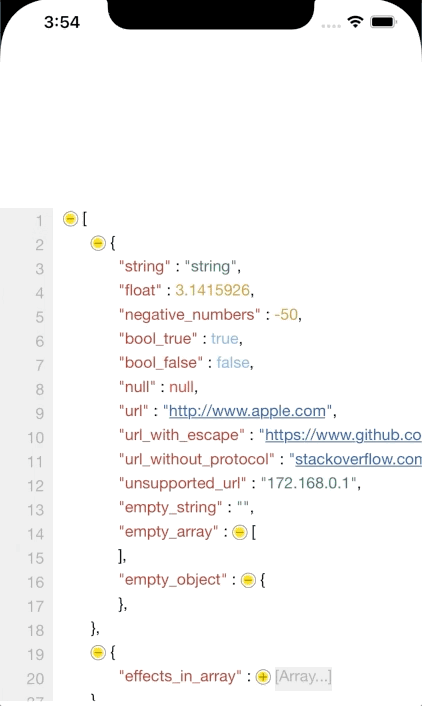 3:54
1 [
2 {
3 "string" : "string",
4 "float" : 3.1415926,
5 "negative_numbers" : -50,
6 "bool_true" : true,
7 "bool_false" : false,
8 "null" : null,
9 "url" : "http://www.apple.com",
10 "url_with_escape" : "https://www.github.co
11 "url_without_protocol" : "stackoverflow.con
12 "unsupported_url" : "172.168.0.1",
13 "empty_string" : "",
14 "empty_array" : [
15 ],
16 "empty_object" : {
17 },
18 },
19 {
20 "effects_in_array" : [Array...]